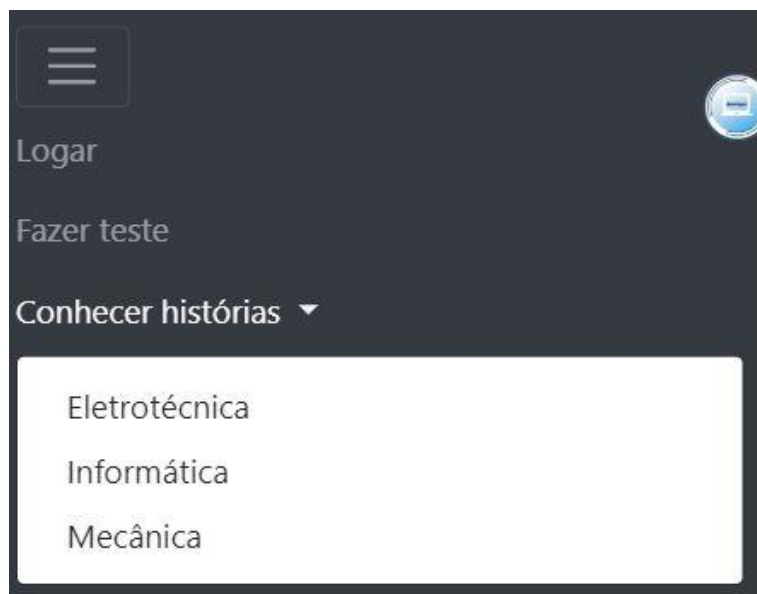 Logar
Fazer teste
Conhecer histórias
Eletrotécnica
Informática
Mecânica